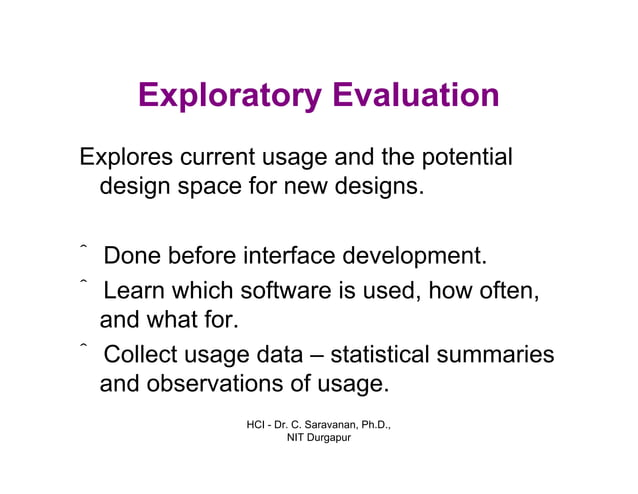 Exploratory Evaluation
Explores current usage and the potential
design space for new designs.
ˆ Done before interface development.
ˆ Learn which software is used, how often,
and what for.
ˆ Collect usage data – statistical summaries
and observations of usage.
HCI - Dr. C. Saravanan, Ph.D.,
NIT Durgapur